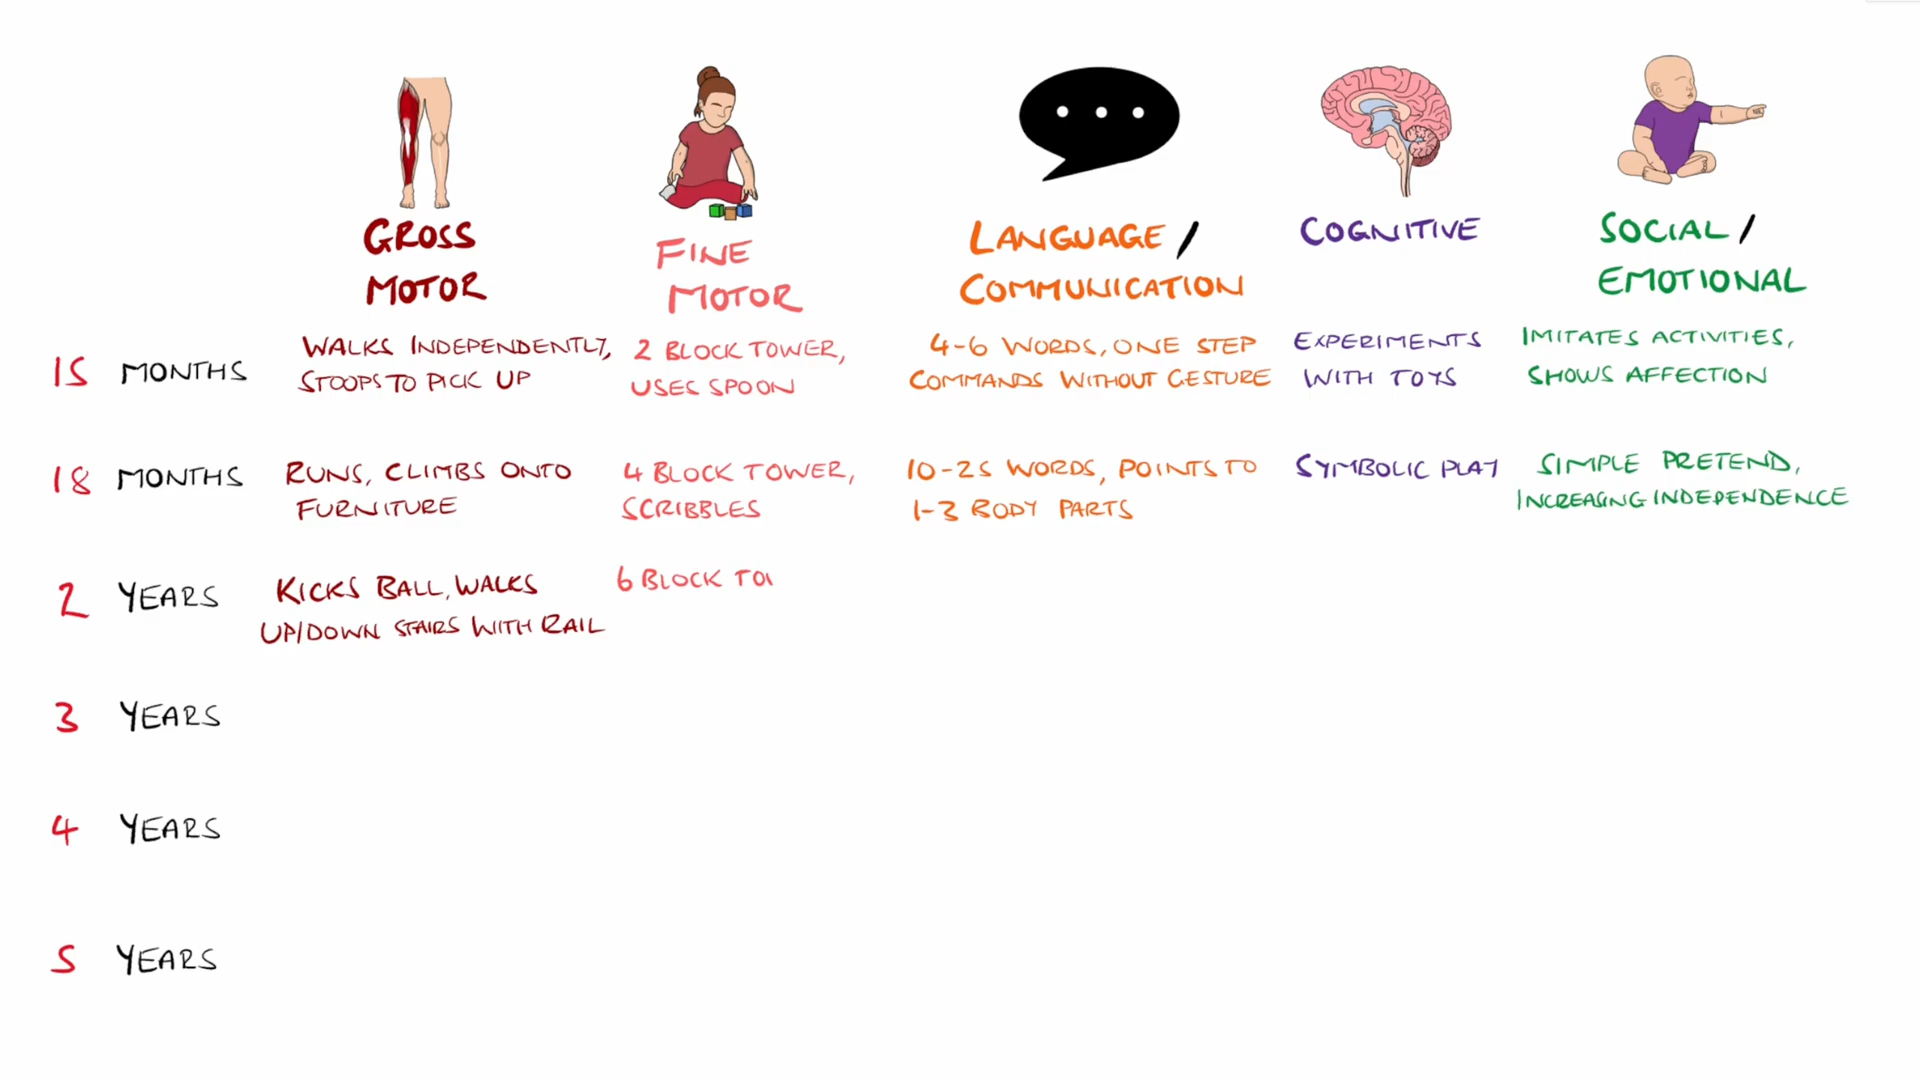 GROSS
MOTOR
FINE
MOTOR
LANGUAGE /
COMMUNICATION
COGNITIVE
SOCIAL /
EMOTIONAL
15 MONTHS
WALKS INDEPENDENTLY,
STOOPS TO PICK UP
2 BLOCK TOWER,
USES SPOON
4-6 WORDS, ONE STEP
COMMANDS WITHOUT GESTURE
EXPERIMENTS
WITH TOYS
IMITATES ACTIVITIES,
SHOWS AFFECTION
18 MONTHS
RUNS, CLIMBS ONTO
FURNITURE
4 BLOCK TOWER,
SCRIBBLES
10-25 WORDS, POINTS TO
1-3 BODY PARTS
SYMBOLIC PLAY
SIMPLE PRETEND,
INCREASING INDEPENDENCE
2 YEARS
KICKS BALL, WALKS
UP/DOWN STAIRS WITH RAIL
6 BLOCK
3 YEARS
4 YEARS
5 YEARS